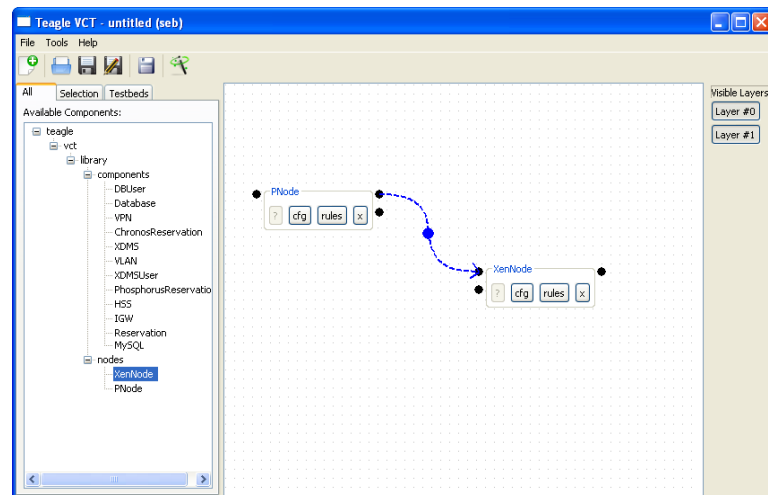 Teagle VCT - untitled (seb)
File Tools Help
All Selection Testbeds
Available Components:
teagle
vct
library
components
DBUser
Database
VPN
ChronosReservation
XDMS
VLAN
XDMSUser
PhosphorusReservatio
HSS
IGW
Reservation
MySQL
nodes
XenNode
PNode
PNode
? cfg rules x
XenNode
? cfg rules x
Visible Layers
Layer #0
Layer #1